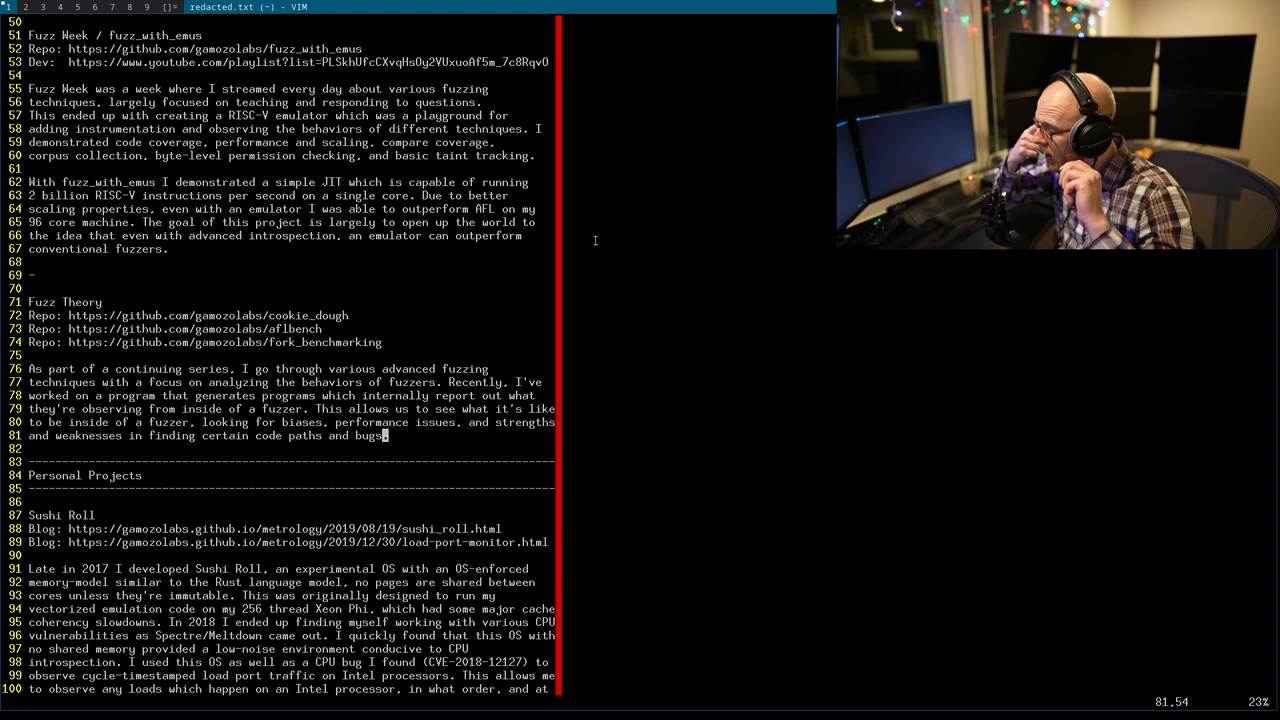 1 2 3 4 5 6 7 8 9 []= redacted.txt (~) - VIM
50
51 Fuzz Week / fuzz_with_emus
52 Repo: https://github.com/gamozolabs/fuzz_with_emus
53 Dev:  https://www.youtube.com/playlist?list=PLSkhUfcCXvqHsOy2VUxuoAf5m_7c8RqvO
54
55 Fuzz Week was a week where I streamed every day about various fuzzing
56 techniques, largely focused on teaching and responding to questions.
57 This ended up with creating a RISC-V emulator which was a playground for
58 adding instrumentation and observing the behaviors of different techniques. I
59 demonstrated code coverage, performance and scaling, compare coverage,
60 corpus collection, byte-level permission checking, and basic taint tracking.
61
62 With fuzz_with_emus I demonstrated a simple JIT which is capable of running
63 2 billion RISC-V instructions per second on a single core. Due to better
64 scaling properties, even with an emulator I was able to outperform AFL on my
65 96 core machine. The goal of this project is largely to open up the world to
66 the idea that even with advanced introspection, an emulator can outperform
67 conventional fuzzers.
68
69 -
70
71 Fuzz Theory
72 Repo: https://github.com/gamozolabs/cookie_dough
73 Repo: https://github.com/gamozolabs/aflbench
74 Repo: https://github.com/gamozolabs/fork_benchmarking
75
76 As part of a continuing series, I go through various advanced fuzzing
77 techniques with a focus on analyzing the behaviors of fuzzers. Recently, I've
78 worked on a program that generates programs which internally report out what
79 they're observing from inside of a fuzzer. This allows us to see what it's like
80 to be inside of a fuzzer, looking for biases, performance issues, and strengths
81 and weaknesses in finding certain code paths and bugs.
82
83 -------------------------------------------------------------------------------
84 Personal Projects
85 -------------------------------------------------------------------------------
86
87 Sushi Roll
88 Blog: https://gamozolabs.github.io/metrology/2019/08/19/sushi_roll.html
89 Blog: https://gamozolabs.github.io/metrology/2019/12/30/load-port-monitor.html
90
91 Late in 2017 I developed Sushi Roll, an experimental OS with an OS-enforced
92 memory-model similar to the Rust language model, no pages are shared between
93 cores unless they're immutable. This was originally designed to run my
94 vectorized emulation code on my 256 thread Xeon Phi, which had some major cache
95 coherency slowdowns. In 2018 I ended up finding myself working with various CPU
96 vulnerabilities as Spectre/Meltdown came out. I quickly found that this OS with
97 no shared memory provided a low-noise environment conducive to CPU
98 introspection. I used this OS as well as a CPU bug I found (CVE-2018-12127) to
99 observe cycle-timestamped load port traffic on Intel processors. This allows me
100 to observe any loads which happen on an Intel processor, in what order, and at
81,54 23%